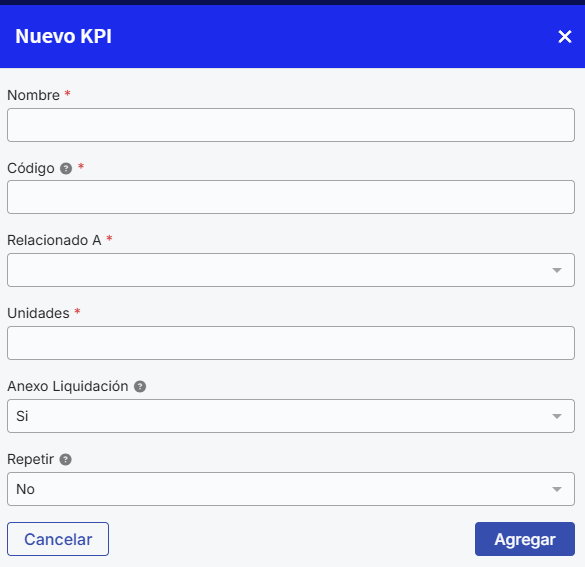 Nuevo KPI ×
Nombre *
Código ? *
Relacionado A *
Unidades *
Anexo Liquidación ?
Si
Repetir ?
No
Cancelar Agregar